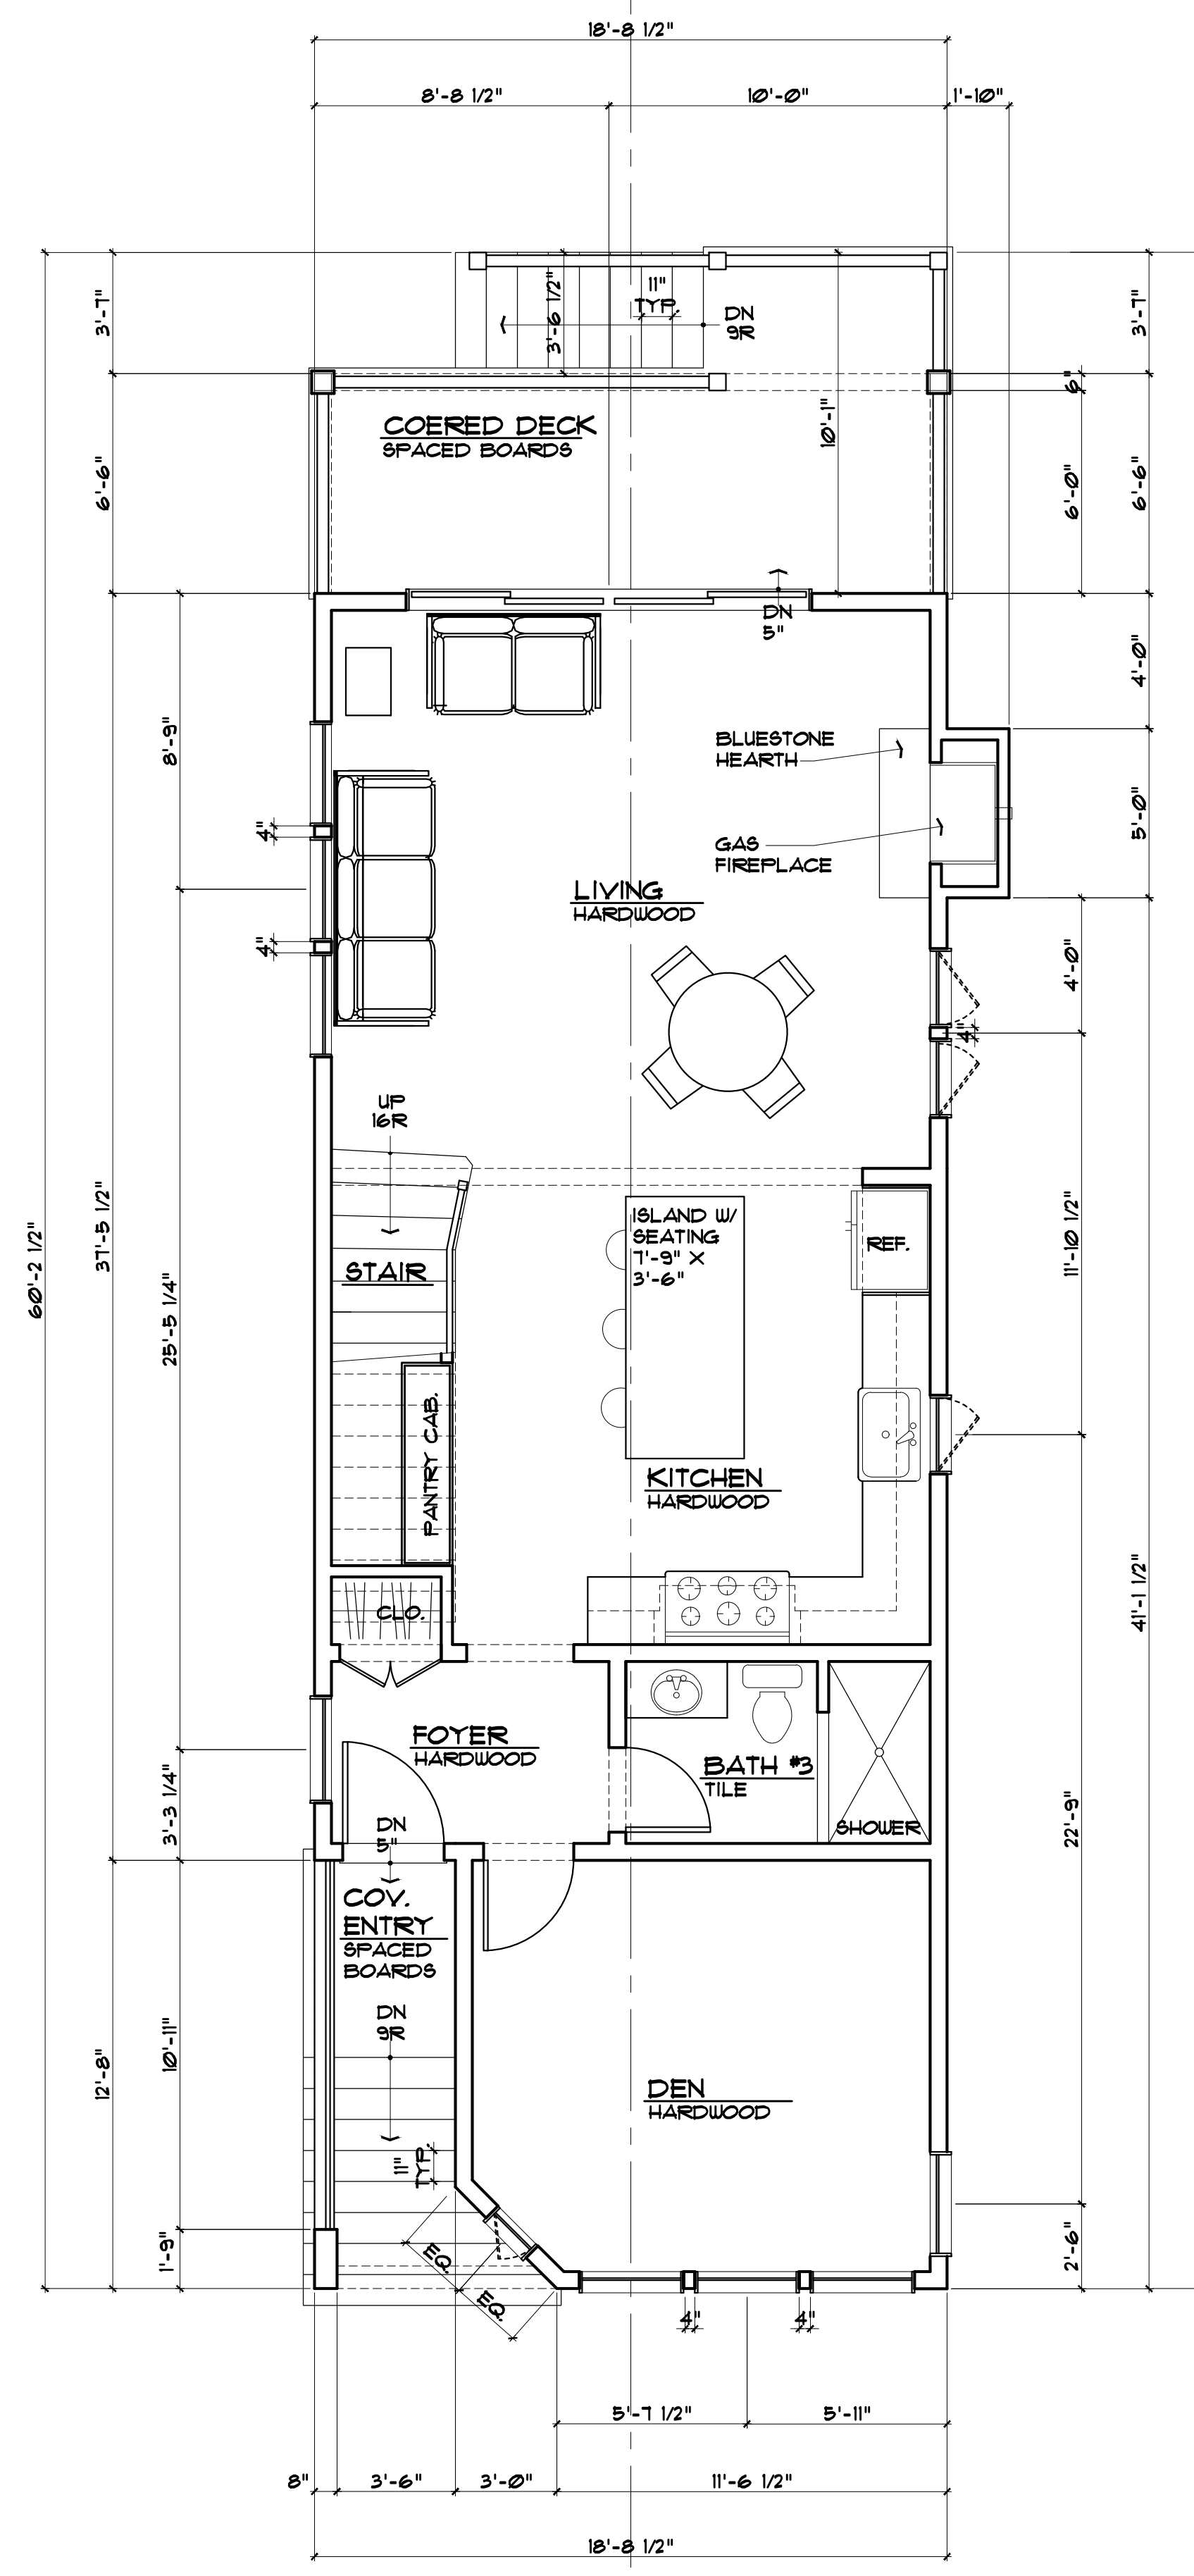 18'-8 1/2"
8'-8 1/2"
10'-0"
1'-10"
3'-7"
3'-6 1/2"
11"
TYP.
DN
9R
3'-7"
6"
COERED DECK
SPACED BOARDS
10'-1"
6'-6"
6'-0"
6'-6"
DN
5"
4'-0"
8'-9"
BLUESTONE
HEARTH
5'-0"
4"
GAS
FIREPLACE
LIVING
HARDWOOD
4"
4'-0"
4"
UP
16R
60'-2 1/2"
37'-5 1/2"
25'-5 1/4"
ISLAND W/
SEATING
7'-9" X
3'-6"
REF.
11'-10 1/2"
STAIR
PANTRY CAB.
KITCHEN
HARDWOOD
41'-1 1/2"
CLO.
FOYER
HARDWOOD
BATH #3
TILE
SHOWER
3'-3 1/4"
22'-9"
DN
5"
COV.
ENTRY
SPACED
BOARDS
DN
9R
12'-8"
10'-11"
DEN
HARDWOOD
11"
TYP.
1'-9"
EQ.
EQ.
2'-6"
4"
4"
5'-7 1/2"
5'-11"
8"
3'-6"
3'-0"
11'-6 1/2"
18'-8 1/2"